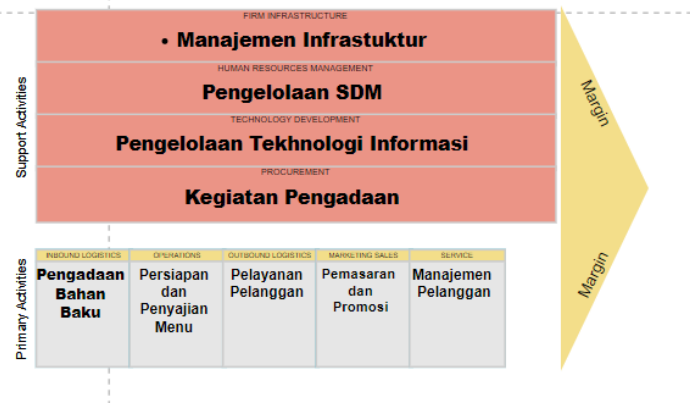 FIRM INFRASTRUCTURE
• Manajemen Infrastuktur
HUMAN RESOURCES MANAGEMENT
Pengelolaan SDM
TECHNOLOGY DEVELOPMENT
Pengelolaan Tekhnologi Informasi
PROCUREMENT
Kegiatan Pengadaan
Support Activities
Margin
Margin
Primary Activities
INBOUND LOGISTICS
Pengadaan
Bahan
Baku
OPERATIONS
Persiapan
dan
Penyajian
Menu
OUTBOUND LOGISTICS
Pelayanan
Pelanggan
MARKETING SALES
Pemasaran
dan
Promosi
SERVICE
Manajemen
Pelanggan